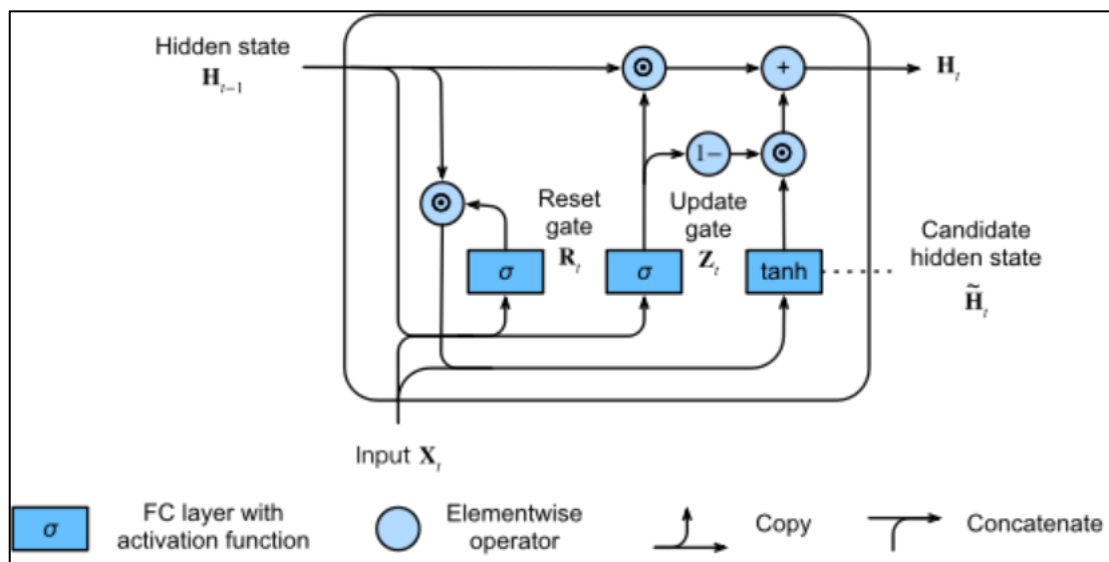 Hidden state
H_{t−1}
⊙
+
H_t
1−
⊙
⊙
Reset
gate
R_t
Update
gate
Z_t
Candidate
hidden state
H̃_t
σ
σ
tanh
Input X_t
σ
FC layer with
activation function
Elementwise
operator
Copy
Concatenate